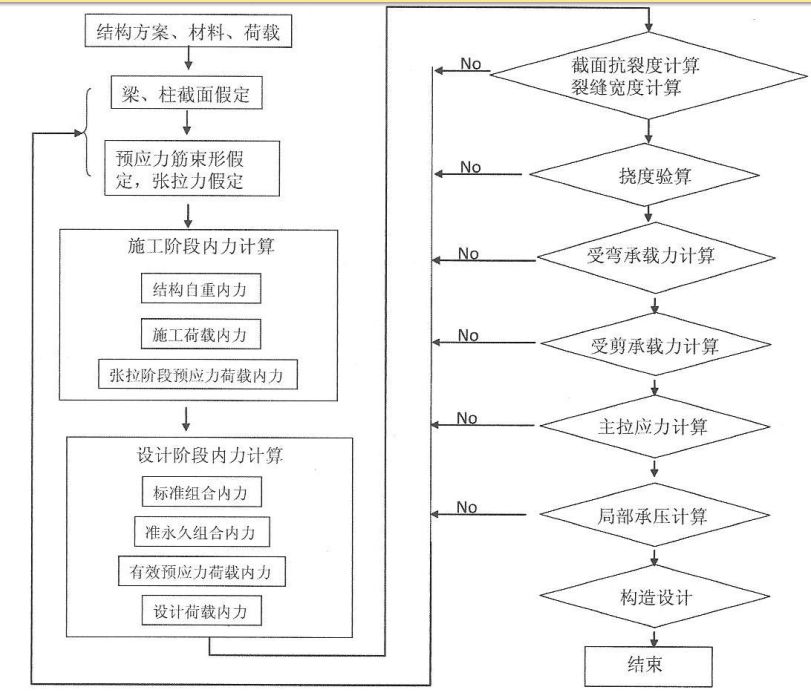 结构方案、材料、荷载
梁、柱截面假定
预应力筋束形假
定，张拉力假定
施工阶段内力计算
结构自重内力
施工荷载内力
张拉阶段预应力荷载内力
设计阶段内力计算
标准组合内力
准永久组合内力
有效预应力荷载内力
设计荷载内力
No
截面抗裂度计算
裂缝宽度计算
No
挠度验算
No
受弯承载力计算
No
受剪承载力计算
No
主拉应力计算
No
局部承压计算
构造设计
结束